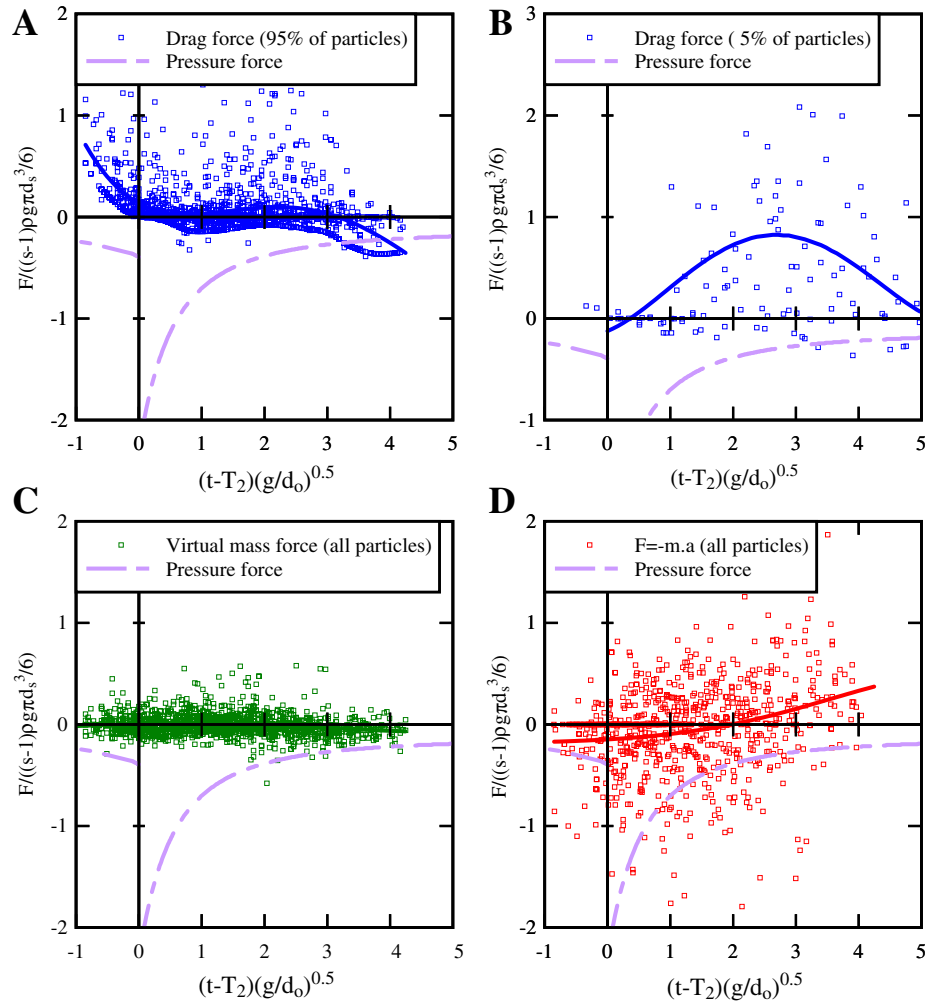 A
Drag force (95% of particles)
Pressure force
F/((s-1)ρgπd_s^3/6)
2
1
0
-1
-2
-1 0 1 2 3 4 5
(t-T_2)(g/d_o)^0.5
B
Drag force ( 5% of particles)
Pressure force
F/((s-1)ρgπd_s^3/6)
3
2
1
0
-1
-1 0 1 2 3 4 5
(t-T_2)(g/d_o)^0.5
C
Virtual mass force (all particles)
Pressure force
F/((s-1)ρgπd_s^3/6)
2
1
0
-1
-2
-1 0 1 2 3 4 5
(t-T_2)(g/d_o)^0.5
D
F=-m.a (all particles)
Pressure force
F/((s-1)ρgπd_s^3/6)
2
1
0
-1
-2
-1 0 1 2 3 4 5
(t-T_2)(g/d_o)^0.5